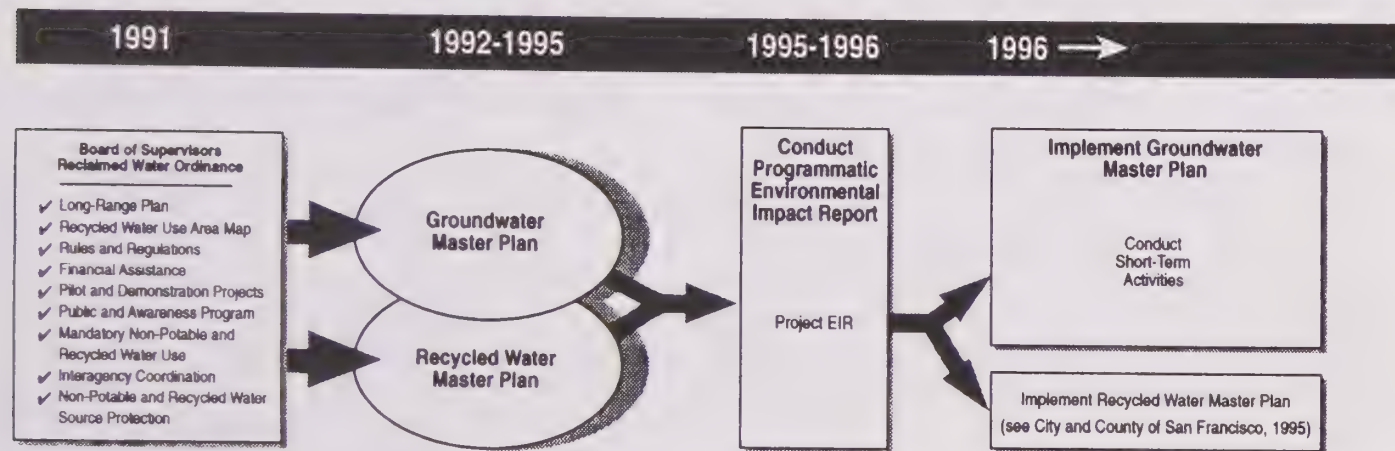 1991
1992-1995
1995-1996
1996
Board of Supervisors
Reclaimed Water Ordinance
✓ Long-Range Plan
✓ Recycled Water Use Area Map
✓ Rules and Regulations
✓ Financial Assistance
✓ Pilot and Demonstration Projects
✓ Public and Awareness Program
✓ Mandatory Non-Potable and
Recycled Water Use
✓ Interagency Coordination
✓ Non-Potable and Recycled Water
Source Protection
Groundwater
Master Plan
Recycled Water
Master Plan
Conduct
Programmatic
Environmental
Impact Report
Project EIR
Implement Groundwater
Master Plan
Conduct
Short-Term
Activities
Implement Recycled Water Master Plan
(see City and County of San Francisco, 1995)